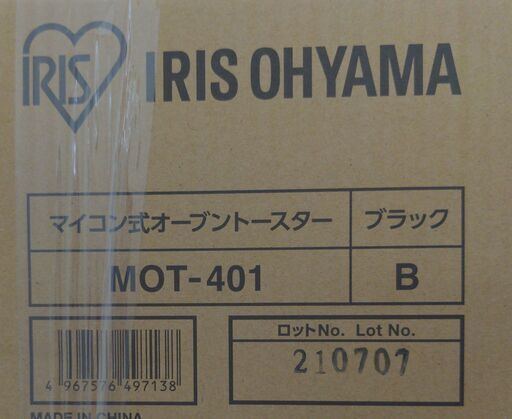 IRIS IRIS OHYAMA
マイコン式オーブントースター ブラック
MOT-401 B
ロットNo. Lot No.
210707
4 967576 497138
MADE IN CHINA